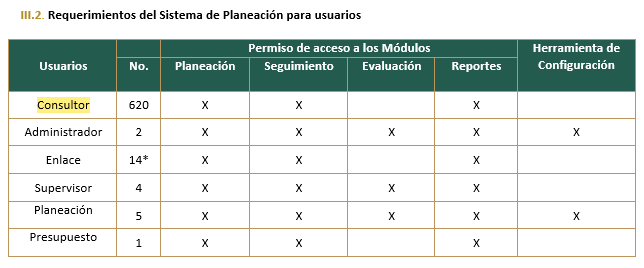 III.2. Requerimientos del Sistema de Planeación para usuarios
Usuarios No. Permiso de acceso a los Módulos Herramienta de Configuración
Planeación Seguimiento Evaluación Reportes
Consultor 620 X X X
Administrador 2 X X X X X
Enlace 14* X X X
Supervisor 4 X X X X
Planeación 5 X X X X X
Presupuesto 1 X X X